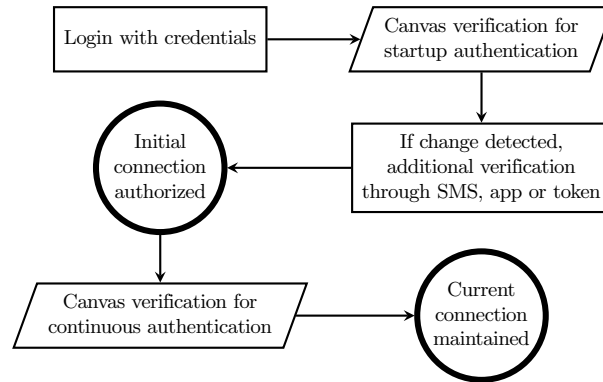 Login with credentials
Canvas verification for
startup authentication
If change detected,
additional verification
through SMS, app or token
Initial
connection
authorized
Canvas verification for
continuous authentication
Current
connection
maintained